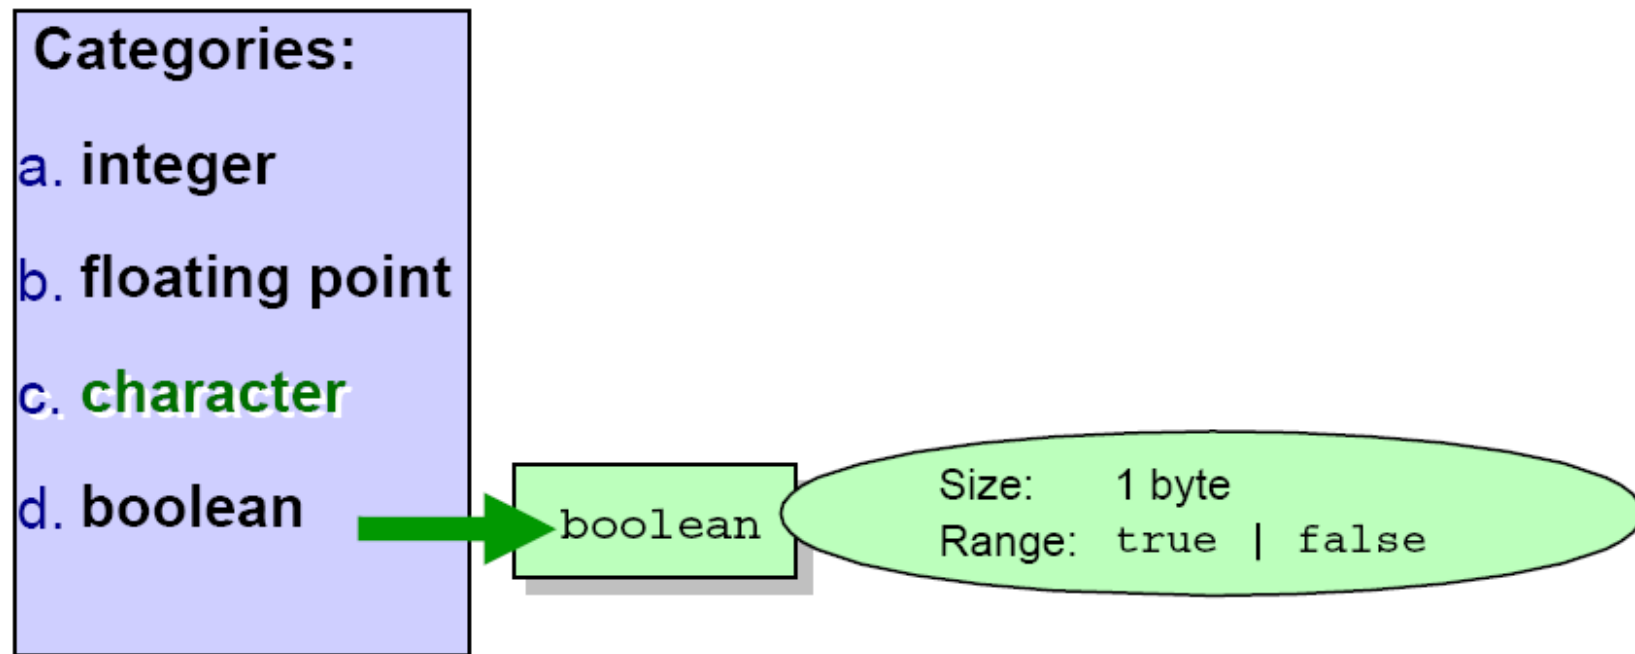 Categories:
a. integer
b. floating point
c. character
d. boolean
boolean
Size: 1 byte
Range: true | false